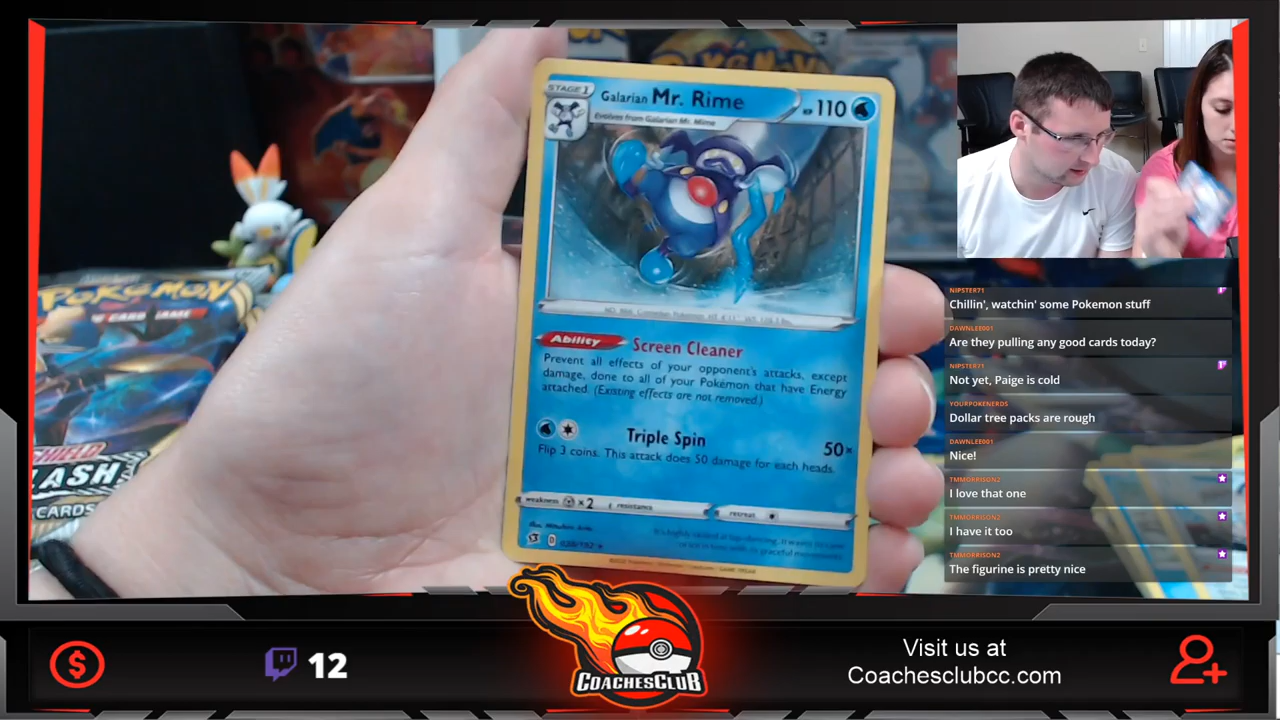 STAGE 1
Galarian Mr. Rime
HP 110
Evolves from Galarian Mr. Mime
Ability Screen Cleaner
Prevent all effects of your opponent's attacks, except
damage, done to all of your Pokémon that have Energy
attached. (Existing effects are not removed.)
Triple Spin 50×
Flip 3 coins. This attack does 50 damage for each heads.
weakness ×2 resistance retreat
POKÉMON
CARD GAME
SHIELD
CARDS
NIPSTER71
Chillin', watchin' some Pokemon stuff
DAWNLEE001
Are they pulling any good cards today?
NIPSTER71
Not yet, Paige is cold
YOURPOKENERDS
Dollar tree packs are rough
DAWNLEE001
Nice!
TMMORRISON2
I love that one
TMMORRISON2
I have it too
TMMORRISON2
The figurine is pretty nice
$
12
COACHESCLUB
Visit us at
Coachesclubcc.com